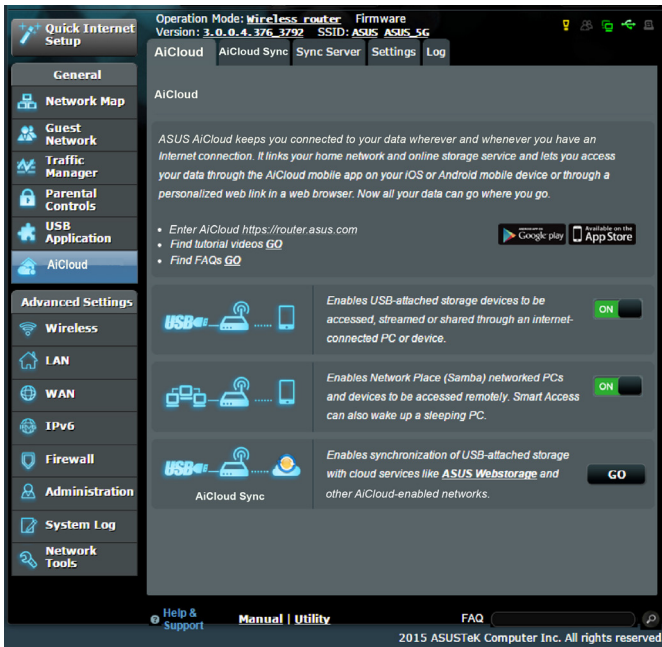 Quick Internet
Setup
Operation Mode: Wireless router Firmware
Version: 3.0.0.4.376_3792 SSID: ASUS ASUS_5G
AiCloud AiCloud Sync Sync Server Settings Log
General
Network Map
Guest
Network
Traffic
Manager
Parental
Controls
USB
Application
AiCloud
Advanced Settings
Wireless
LAN
WAN
IPv6
Firewall
Administration
System Log
Network
Tools
AiCloud
ASUS AiCloud keeps you connected to your data wherever and whenever you have an
Internet connection. It links your home network and online storage service and lets you access
your data through the AiCloud mobile app on your iOS or Android mobile device or through a
personalized web link in a web browser. Now all your data can go where you go.
• Enter AiCloud https://router.asus.com
• Find tutorial videos GO
• Find FAQs GO
Google play
Available on the
App Store
USB
Enables USB-attached storage devices to be
accessed, streamed or shared through an internet-
connected PC or device.
ON
Enables Network Place (Samba) networked PCs
and devices to be accessed remotely. Smart Access
can also wake up a sleeping PC.
ON
USB
AiCloud Sync
Enables synchronization of USB-attached storage
with cloud services like ASUS Webstorage and
other AiCloud-enabled networks.
GO
Help &
Support
Manual | Utility
FAQ
2015 ASUSTeK Computer Inc. All rights reserved